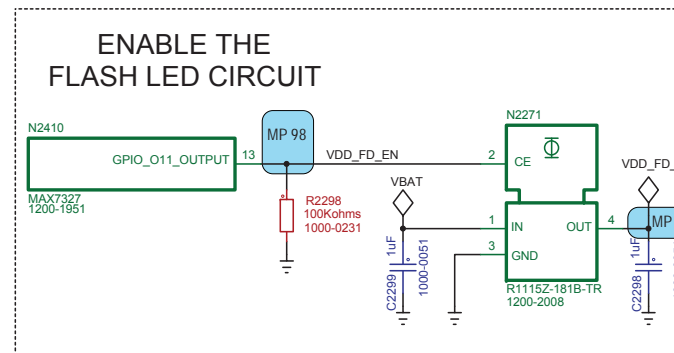 ENABLE THE
FLASH LED CIRCUIT
N2410
GPIO_O11_OUTPUT
13
MAX7327
1200-1951
MP 98
VDD_FD_EN
R2298
100Kohms
1000-0231
VBAT
C2299
1uF
1000-0051
N2271
2
CE
1
IN
OUT
4
3
GND
R1115Z-181B-TR
1200-2008
VDD_FD_
MP
C2298
1uF